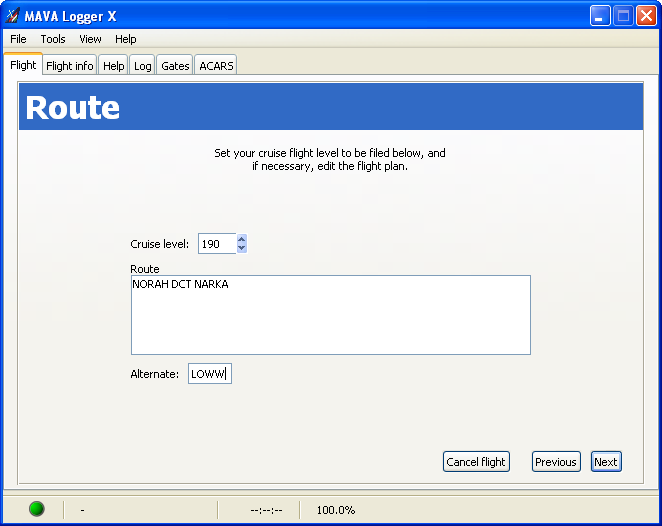 MAVA Logger X
File Tools View Help
Flight Flight info Help Log Gates ACARS
Route
Set your cruise flight level to be filed below, and
if necessary, edit the flight plan.
Cruise level: 190
Route
NORAH DCT NARKA
Alternate: LOWW
Cancel flight Previous Next
- --:--:-- 100.0%